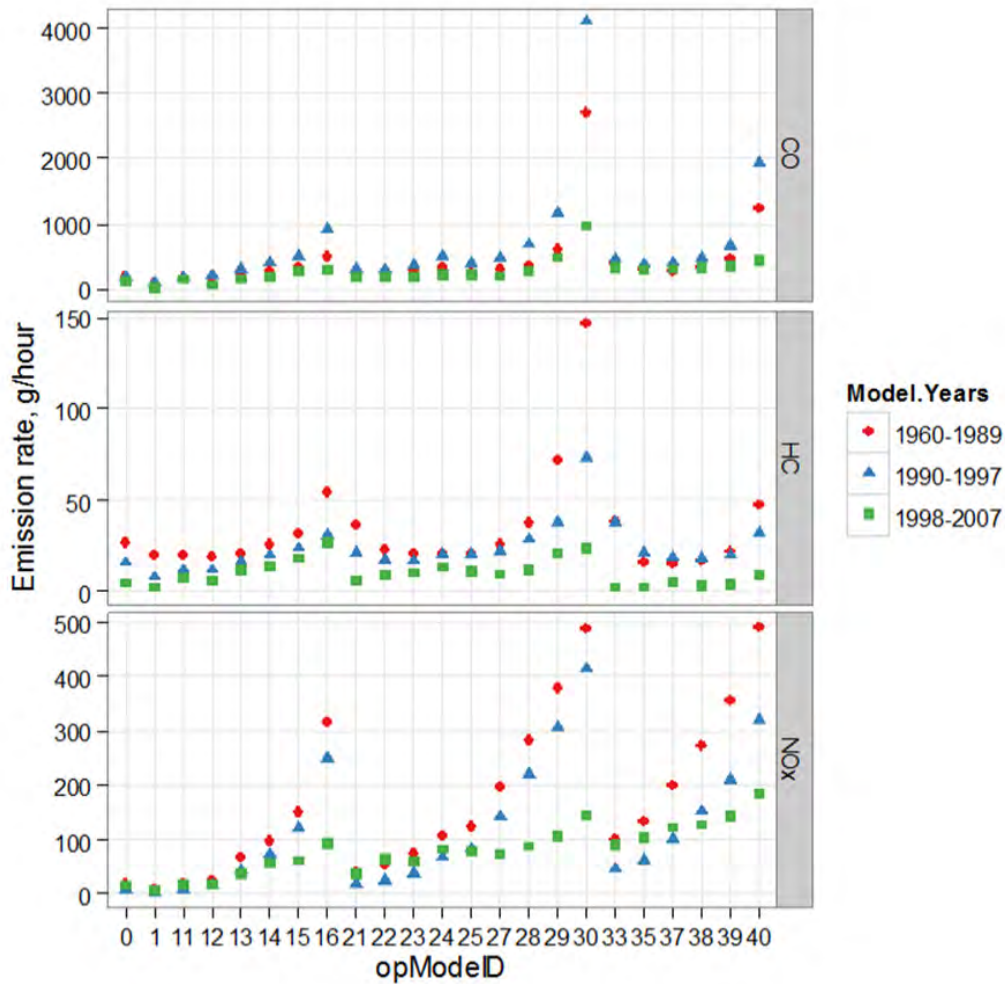 4000
3000
2000
1000
0
CO
150
100
50
0
HC
500
400
300
200
100
0
NOx
Emission rate, g/hour
0 1 11 12 13 14 15 16 21 22 23 24 25 27 28 29 30 33 35 37 38 39 40
opModeID
Model.Years
1960-1989
1990-1997
1998-2007